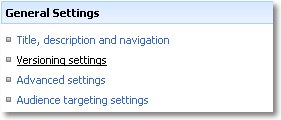 General Settings
Title, description and navigation
Versioning settings
Advanced settings
Audience targeting settings